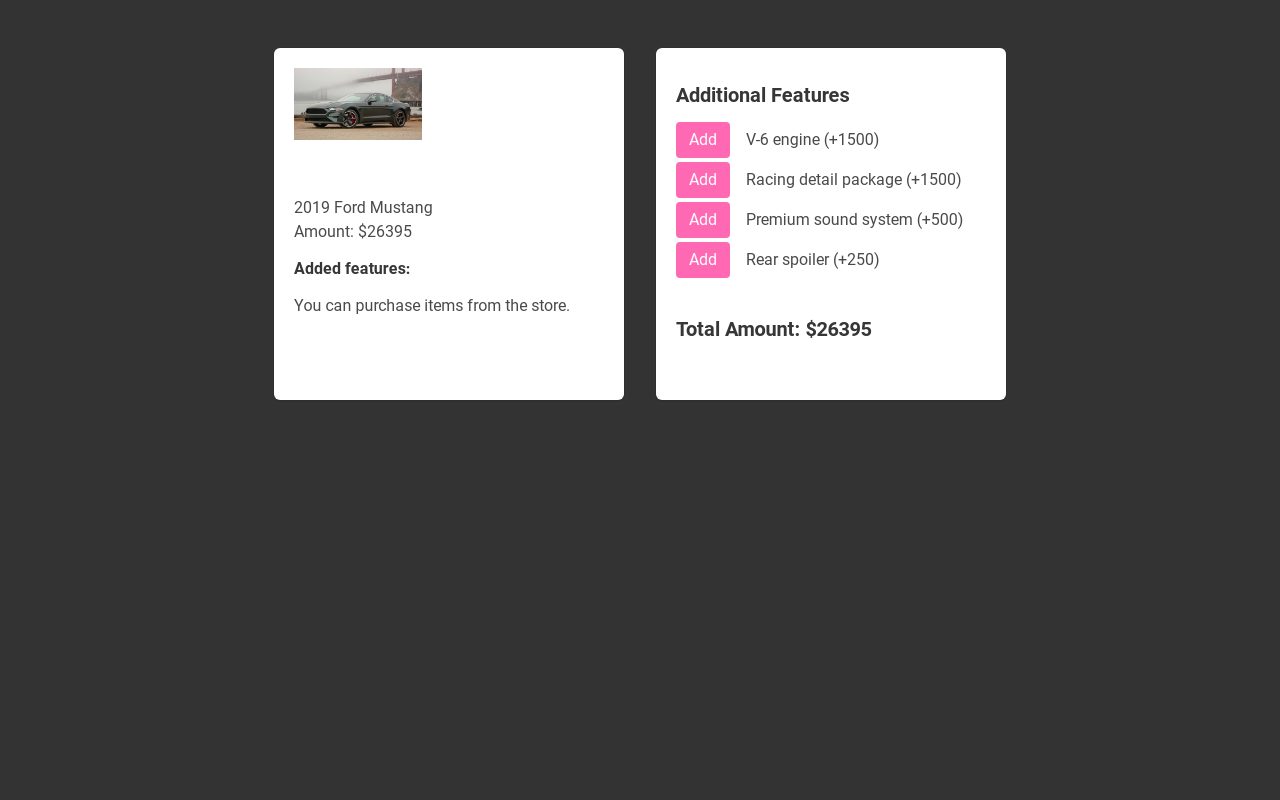 2019 Ford Mustang
Amount: $26395
Added features:
You can purchase items from the store.
Additional Features
Add V-6 engine (+1500)
Add Racing detail package (+1500)
Add Premium sound system (+500)
Add Rear spoiler (+250)
Total Amount: $26395